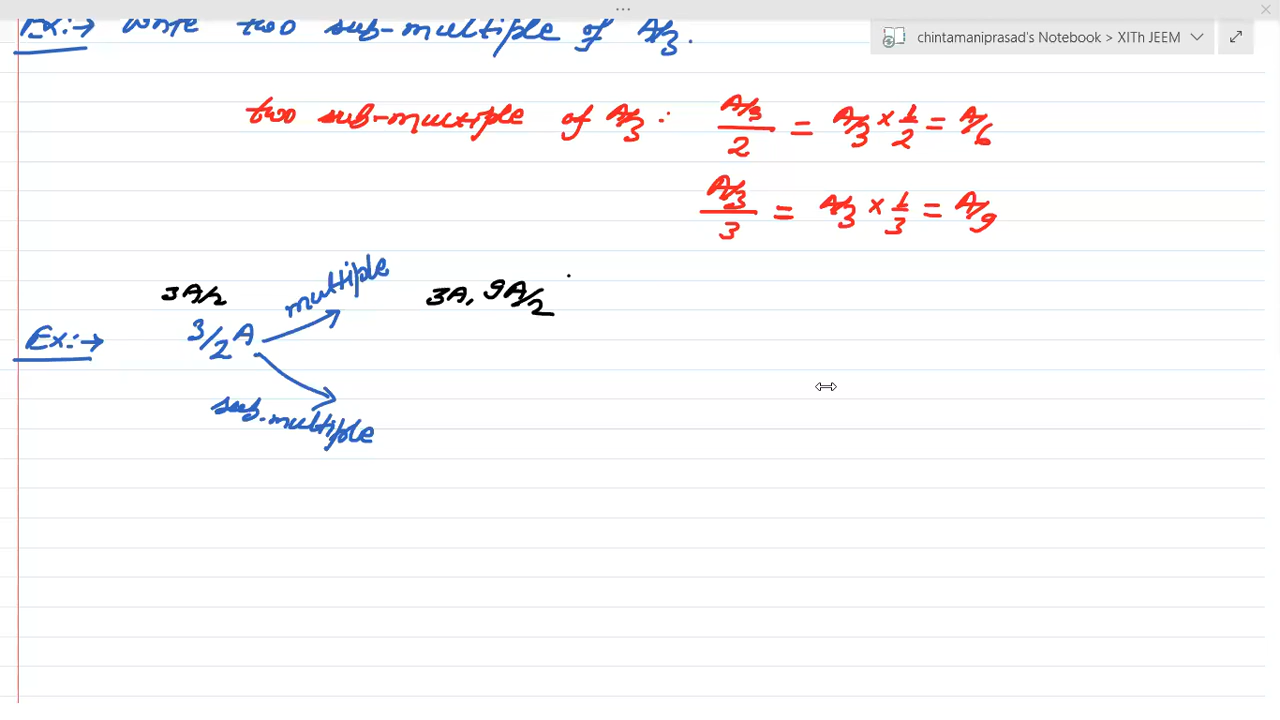 Ex:→ Write two sub-multiple of A/3.
chintamaniprasad's Notebook > XITh JEEM
two sub-multiple of A/3 : (A/3)/2 = A/3 × 1/2 = A/6
(A/3)/3 = A/3 × 1/3 = A/9
multiple
3A/2 3A, 9A/2
Ex:→ 3/2 A
sub-multiple